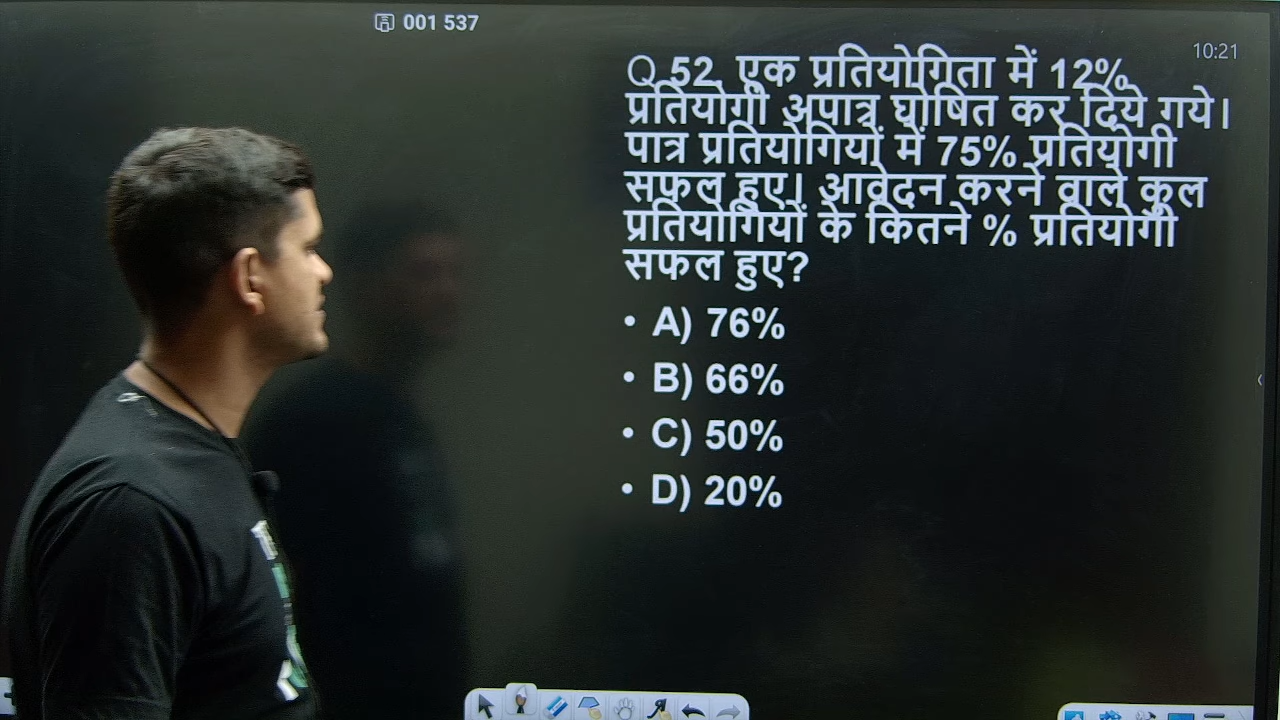 001 537
10:21
Q 52. एक प्रतियोगिता में 12%
प्रतियोगी अपात्र घोषित कर दिये गये।
पात्र प्रतियोगियों में 75% प्रतियोगी
सफल हुए। आवेदन करने वाले कुल
प्रतियोगियों के कितने % प्रतियोगी
सफल हुए?
• A) 76%
• B) 66%
• C) 50%
• D) 20%